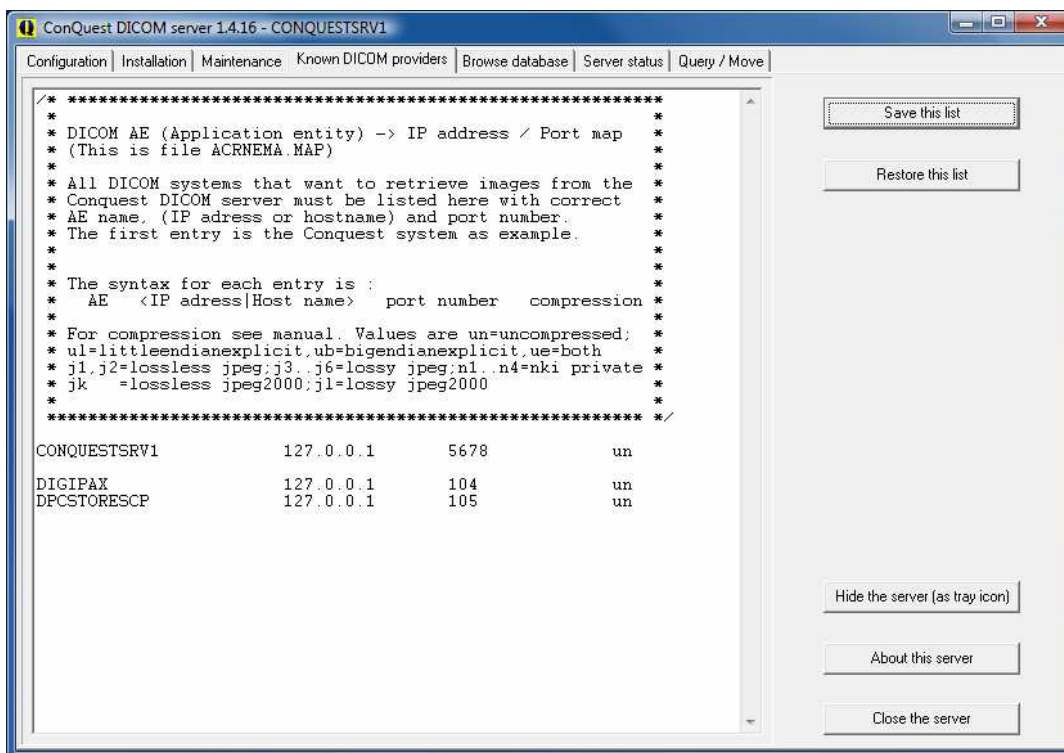 ConQuest DICOM server 1.4.16 - CONQUESTSRV1
Configuration Installation Maintenance Known DICOM providers Browse database Server status Query / Move
/* **********************************************************
* *
* DICOM AE (Application entity) -> IP address / Port map *
* (This is file ACRNEMA.MAP) *
* *
* All DICOM systems that want to retrieve images from the *
* Conquest DICOM server must be listed here with correct *
* AE name, (IP adress or hostname) and port number. *
* The first entry is the Conquest system as example. *
* *
* *
* The syntax for each entry is : *
* AE <IP adress|Host name> port number compression *
* *
* For compression see manual. Values are un=uncompressed; *
* ul=littleendianexplicit,ub=bigendianexplicit,ue=both *
* j1,j2=lossless jpeg;j3..j6=lossy jpeg;n1..n4=nki private *
* jk =lossless jpeg2000;jl=lossy jpeg2000 *
* *
********************************************************** */
CONQUESTSRV1 127.0.0.1 5678 un
DIGIPAX 127.0.0.1 104 un
DPCSTORESCP 127.0.0.1 105 un
Save this list
Restore this list
Hide the server (as tray icon)
About this server
Close the server